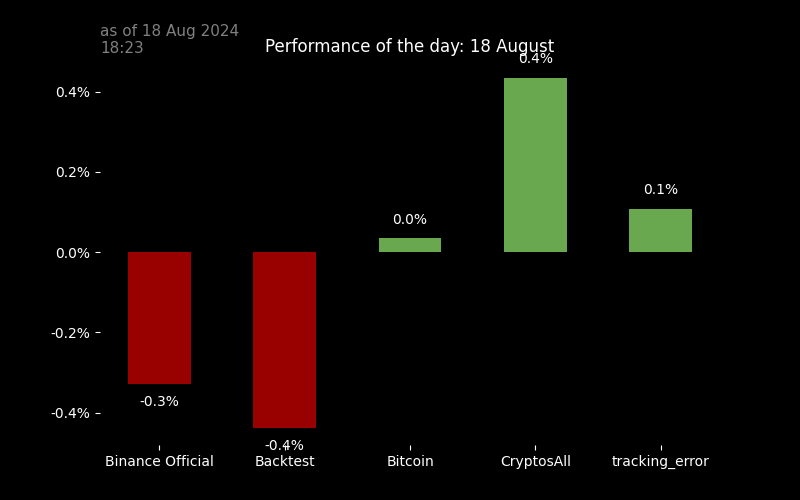 as of 18 Aug 2024
18:23
Performance of the day: 18 August
0.4%
0.4%
0.2%
0.1%
0.0%
0.0%
-0.2%
-0.3%
-0.4%
-0.4%
Binance Official
Backtest
Bitcoin
CryptosAll
tracking_error